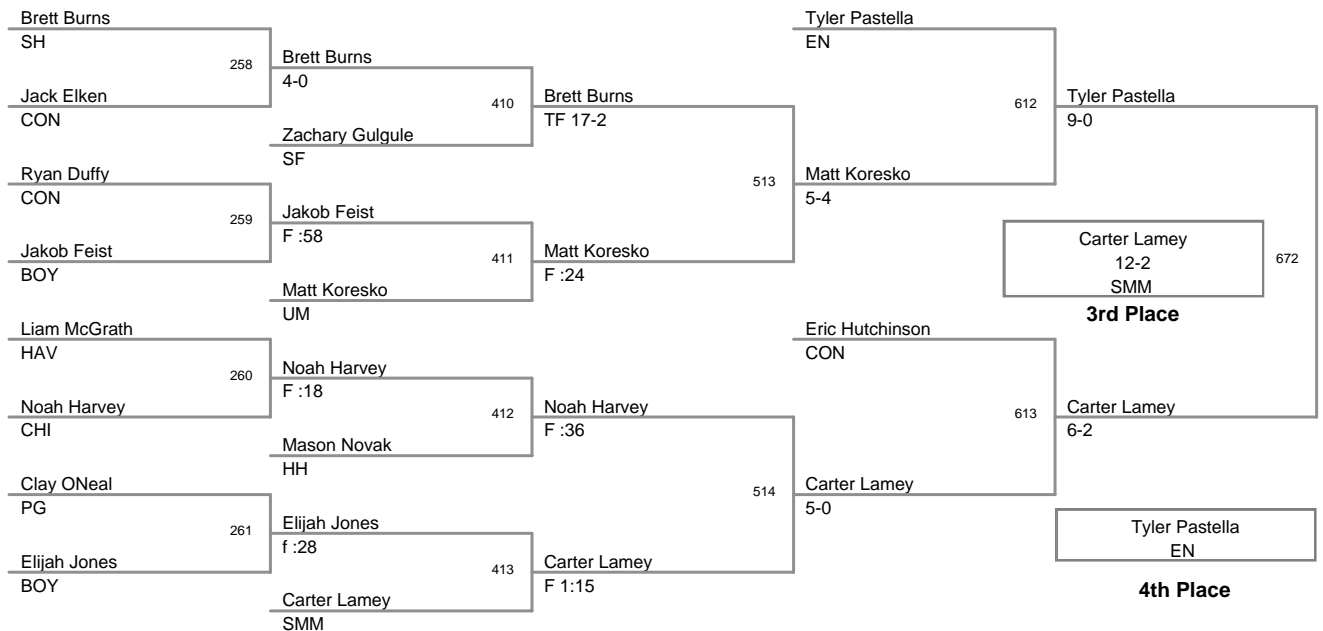 Brett Burns
SH
258
Jack Elken
CON
Ryan Duffy
CON
259
Jakob Feist
BOY
Liam McGrath
HAV
260
Noah Harvey
CHI
Clay ONeal
PG
261
Elijah Jones
BOY
Brett Burns
4-0
410
Zachary Gulgule
SF
Jakob Feist
F :58
411
Matt Koresko
UM
Noah Harvey
F :18
412
Mason Novak
HH
Elijah Jones
f :28
413
Carter Lamey
SMM
Brett Burns
TF 17-2
513
Matt Koresko
F :24
Noah Harvey
F :36
514
Carter Lamey
F 1:15
Tyler Pastella
EN
612
Matt Koresko
5-4
Eric Hutchinson
CON
613
Carter Lamey
5-0
Tyler Pastella
9-0
Carter Lamey
12-2
SMM
672
3rd Place
Carter Lamey
6-2
Tyler Pastella
EN
4th Place